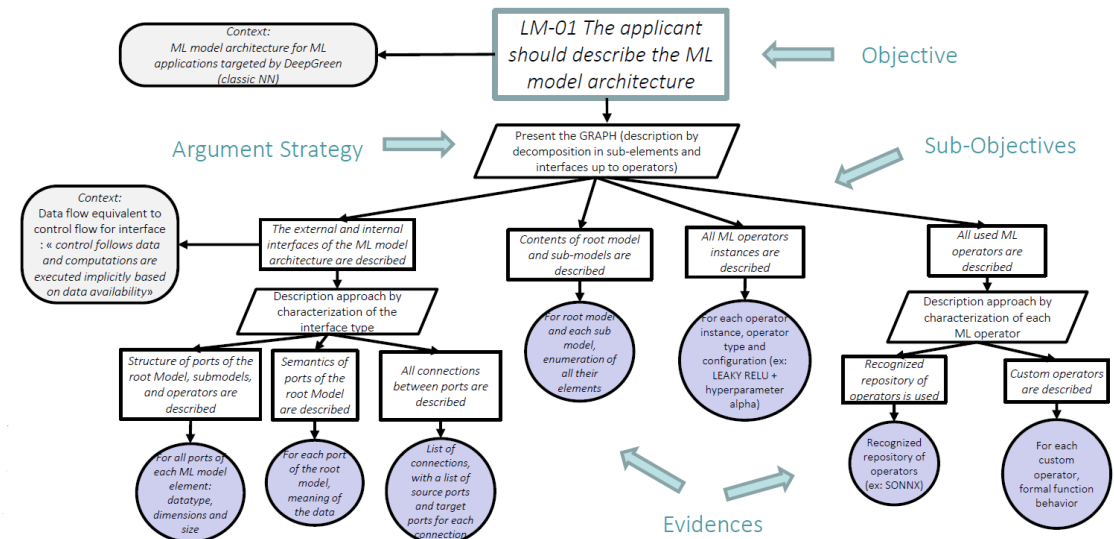 Context:
ML model architecture for ML
applications targeted by DeepGreen
(classic NN)
LM-01 The applicant
should describe the ML
model architecture
Objective
Argument Strategy
Present the GRAPH (description by
decomposition in sub-elements and
interfaces up to operators)
Sub-Objectives
Context:
Data flow equivalent to
control flow for interface
: « control follows data
and computations are
executed implicitly based
on data availability»
The external and internal
interfaces of the ML model
architecture are described
Contents of root model
and sub-models are
described
All ML operators
instances are
described
All used ML
operators are
described
Description approach by
characterization of the
interface type
For root model
and each sub
model,
enumeration of
all their
elements
For each operator
instance, operator
type and
configuration (ex:
LEAKY RELU +
hyperparameter
alpha)
Description approach by
characterization of each
ML operator
Structure of ports of the
root Model, submodels,
and operators are
described
Semantics of
ports of the
root Model
are described
All connections
between ports are
described
Recognized
repository of
operators is used
Custom operators
are described
For all ports of
each ML model
element:
datatype,
dimensions and
size
For each port
of the root
model,
meaning of
the data
List of
connections,
with a list of
source ports
and target
ports for each
connection
Recognized
repository of
operators
(ex: SONNX)
For each
custom
operator,
formal function
behavior
Evidences